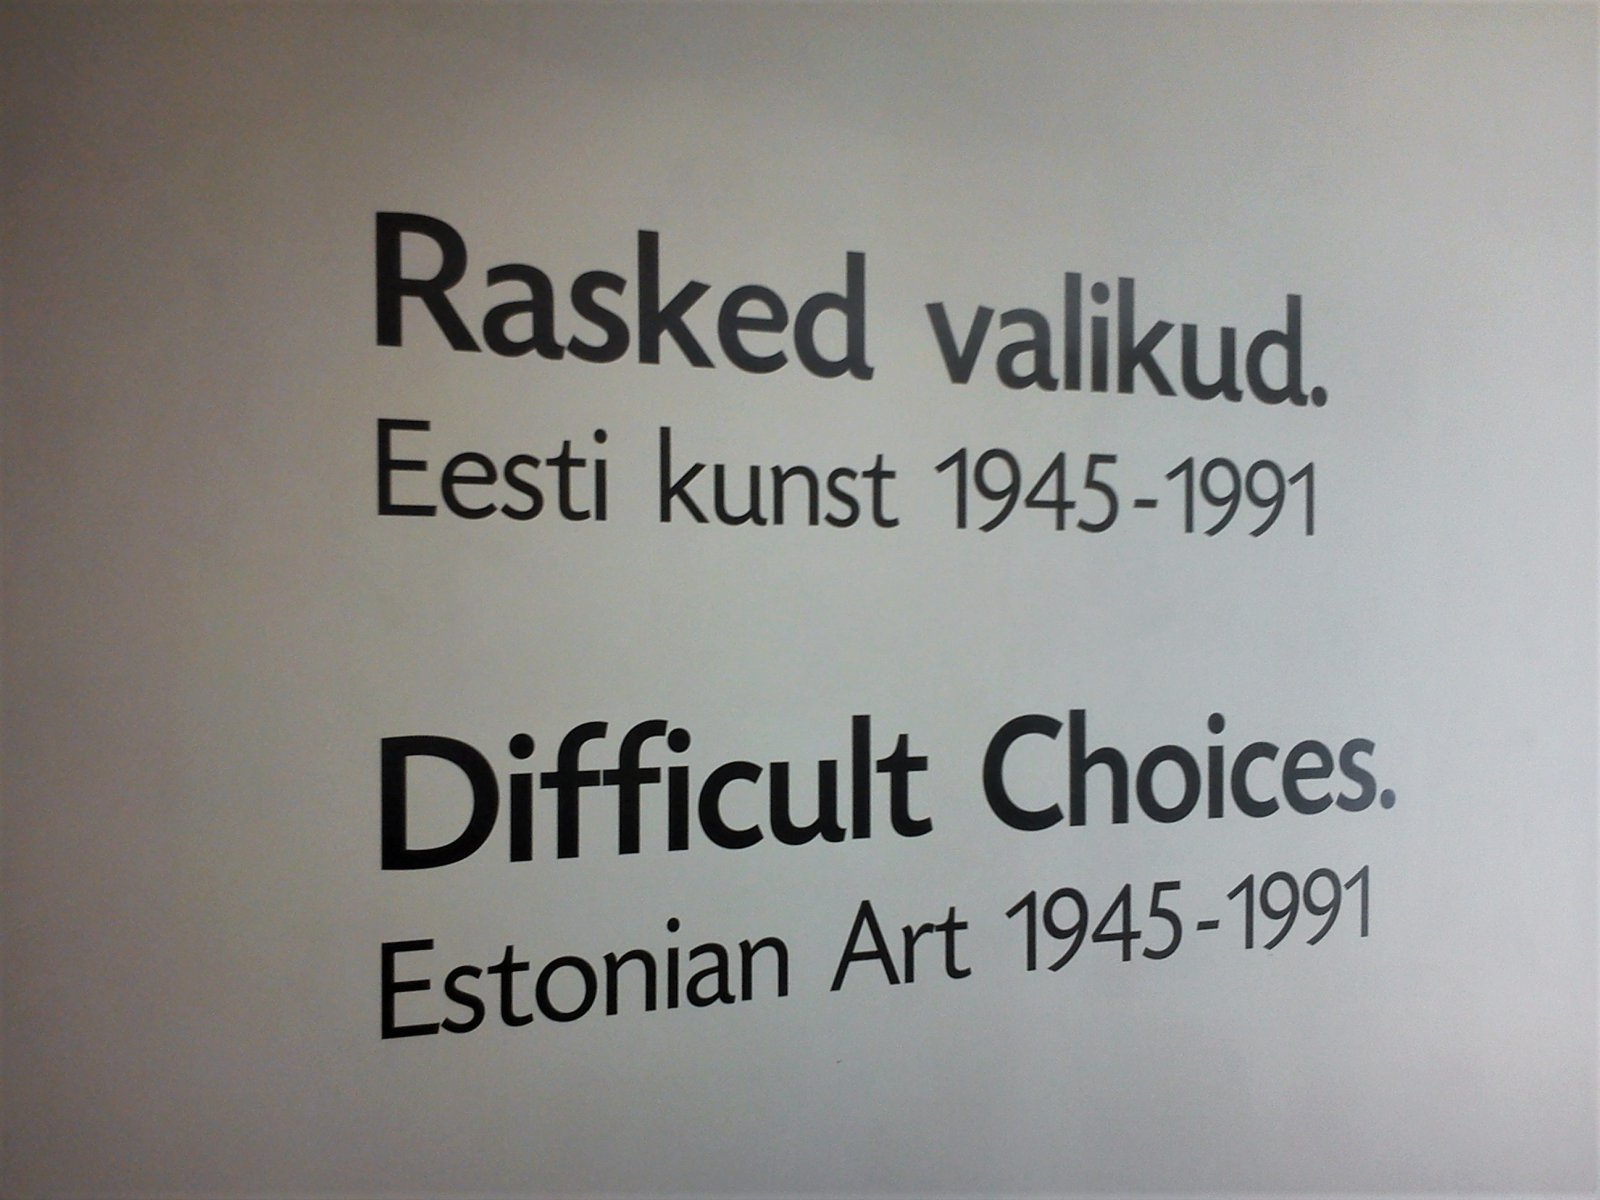 Rasked valikud.
Eesti kunst 1945-1991
Difficult Choices.
Estonian Art 1945-1991